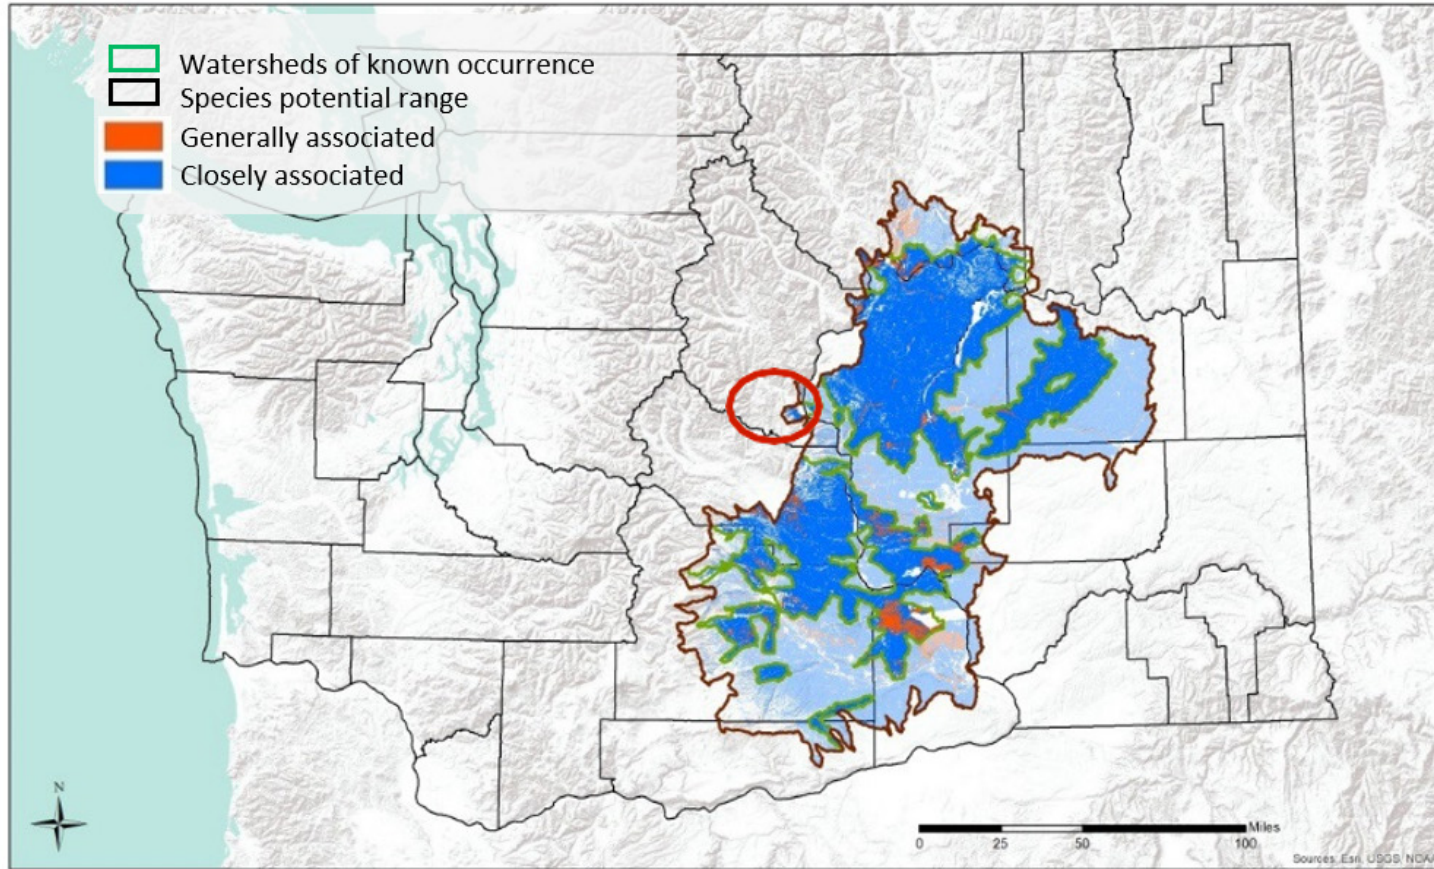 Watersheds of known occurrence
Species potential range
Generally associated
Closely associated
N
Miles
0 25 50 100
Sources: Esri, USGS, NOAA